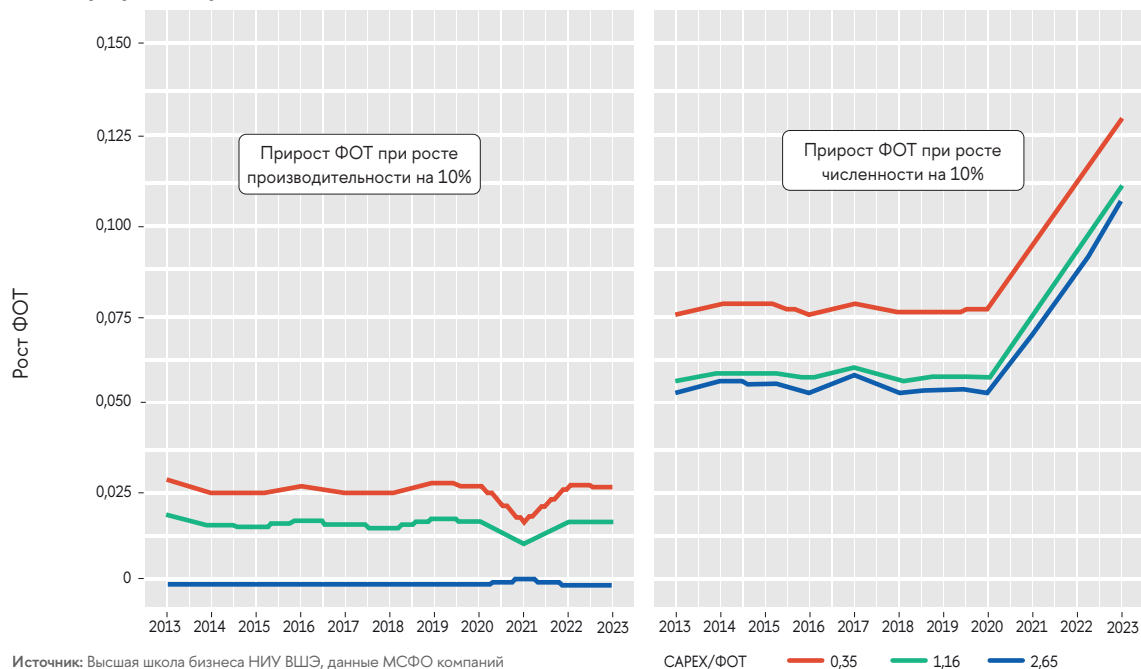 0,150
0,125
0,100
0,075
0,050
0,025
0
Рост ФОТ
Прирост ФОТ при росте
производительности на 10%
Прирост ФОТ при росте
численности на 10%
2013 2014 2015 2016 2017 2018 2019 2020 2021 2022 2023
2013 2014 2015 2016 2017 2018 2019 2020 2021 2022 2023
Источник: Высшая школа бизнеса НИУ ВШЭ, данные МСФО компаний
CAPEX/ФОТ 0,35 1,16 2,65